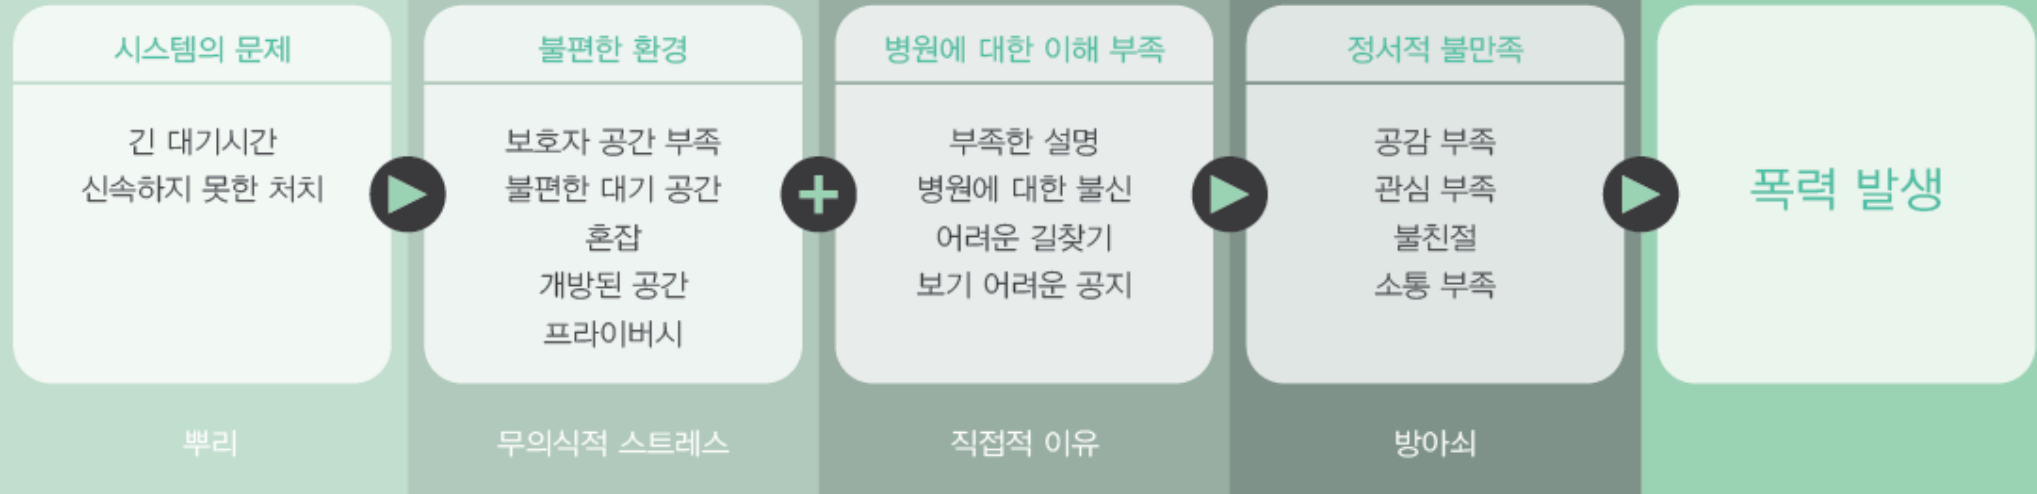 시스템의 문제
긴 대기시간
신속하지 못한 처치
뿌리
불편한 환경
보호자 공간 부족
불편한 대기 공간
혼잡
개방된 공간
프라이버시
무의식적 스트레스
병원에 대한 이해 부족
부족한 설명
병원에 대한 불신
어려운 길찾기
보기 어려운 공지
직접적 이유
정서적 불만족
공감 부족
관심 부족
불친절
소통 부족
방아쇠
폭력 발생